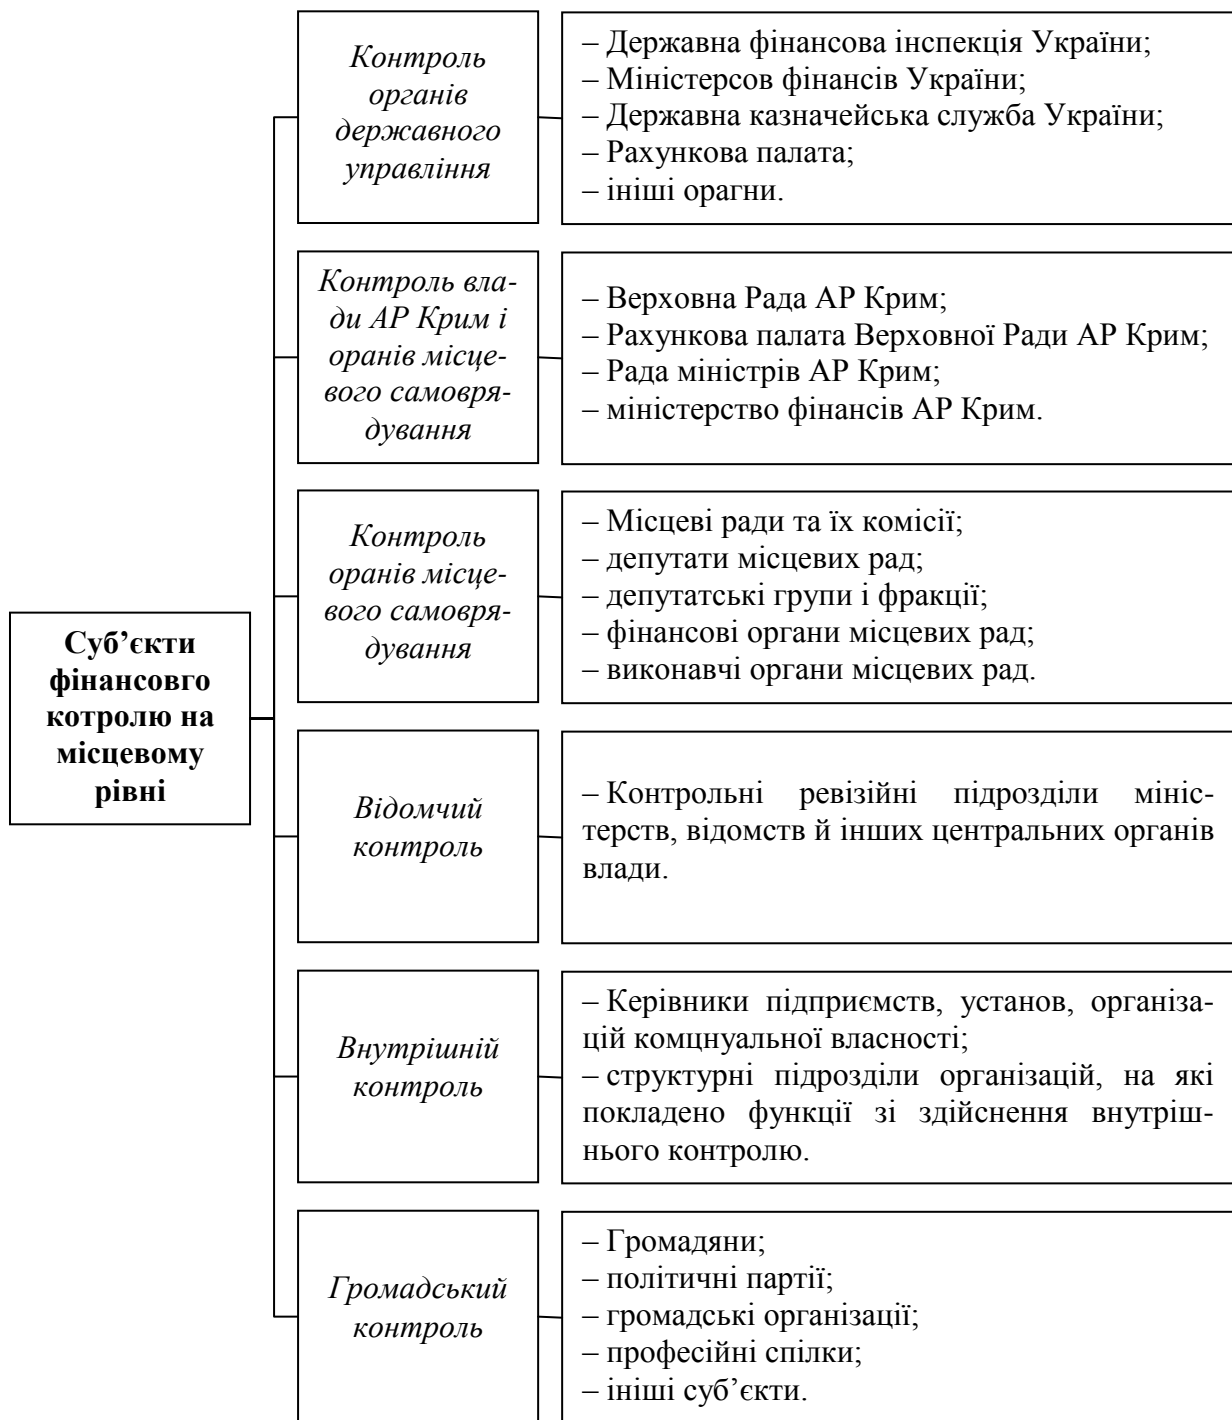 Контроль
органів
державного
управління
– Державна фінансова інспекція України;
– Міністерсов фінансів України;
– Державна казначейська служба України;
– Рахункова палата;
– ініші орагни.
Контроль вла-
ди АР Крим і
оранів місце-
вого самовря-
дування
– Верховна Рада АР Крим;
– Рахункова палата Верховної Ради АР Крим;
– Рада міністрів АР Крим;
– міністерство фінансів АР Крим.
Контроль
оранів місце-
вого самовря-
дування
– Місцеві ради та їх комісії;
– депутати місцевих рад;
– депутатські групи і фракції;
– фінансові органи місцевих рад;
– виконавчі органи місцевих рад.
Суб’єкти
фінансовго
котролю на
місцевому
рівні
Відомчий
контроль
– Контрольні ревізійні підрозділи мініс-
терств, відомств й інших центральних органів
влади.
Внутрішній
контроль
– Керівники підприємств, установ, організа-
цій комцнуальної власності;
– структурні підрозділи організацій, на які
покладено функції зі здійснення внутріш-
нього контролю.
Громадський
контроль
– Громадяни;
– політичні партії;
– громадські організації;
– професійні спілки;
– ініші суб’єкти.